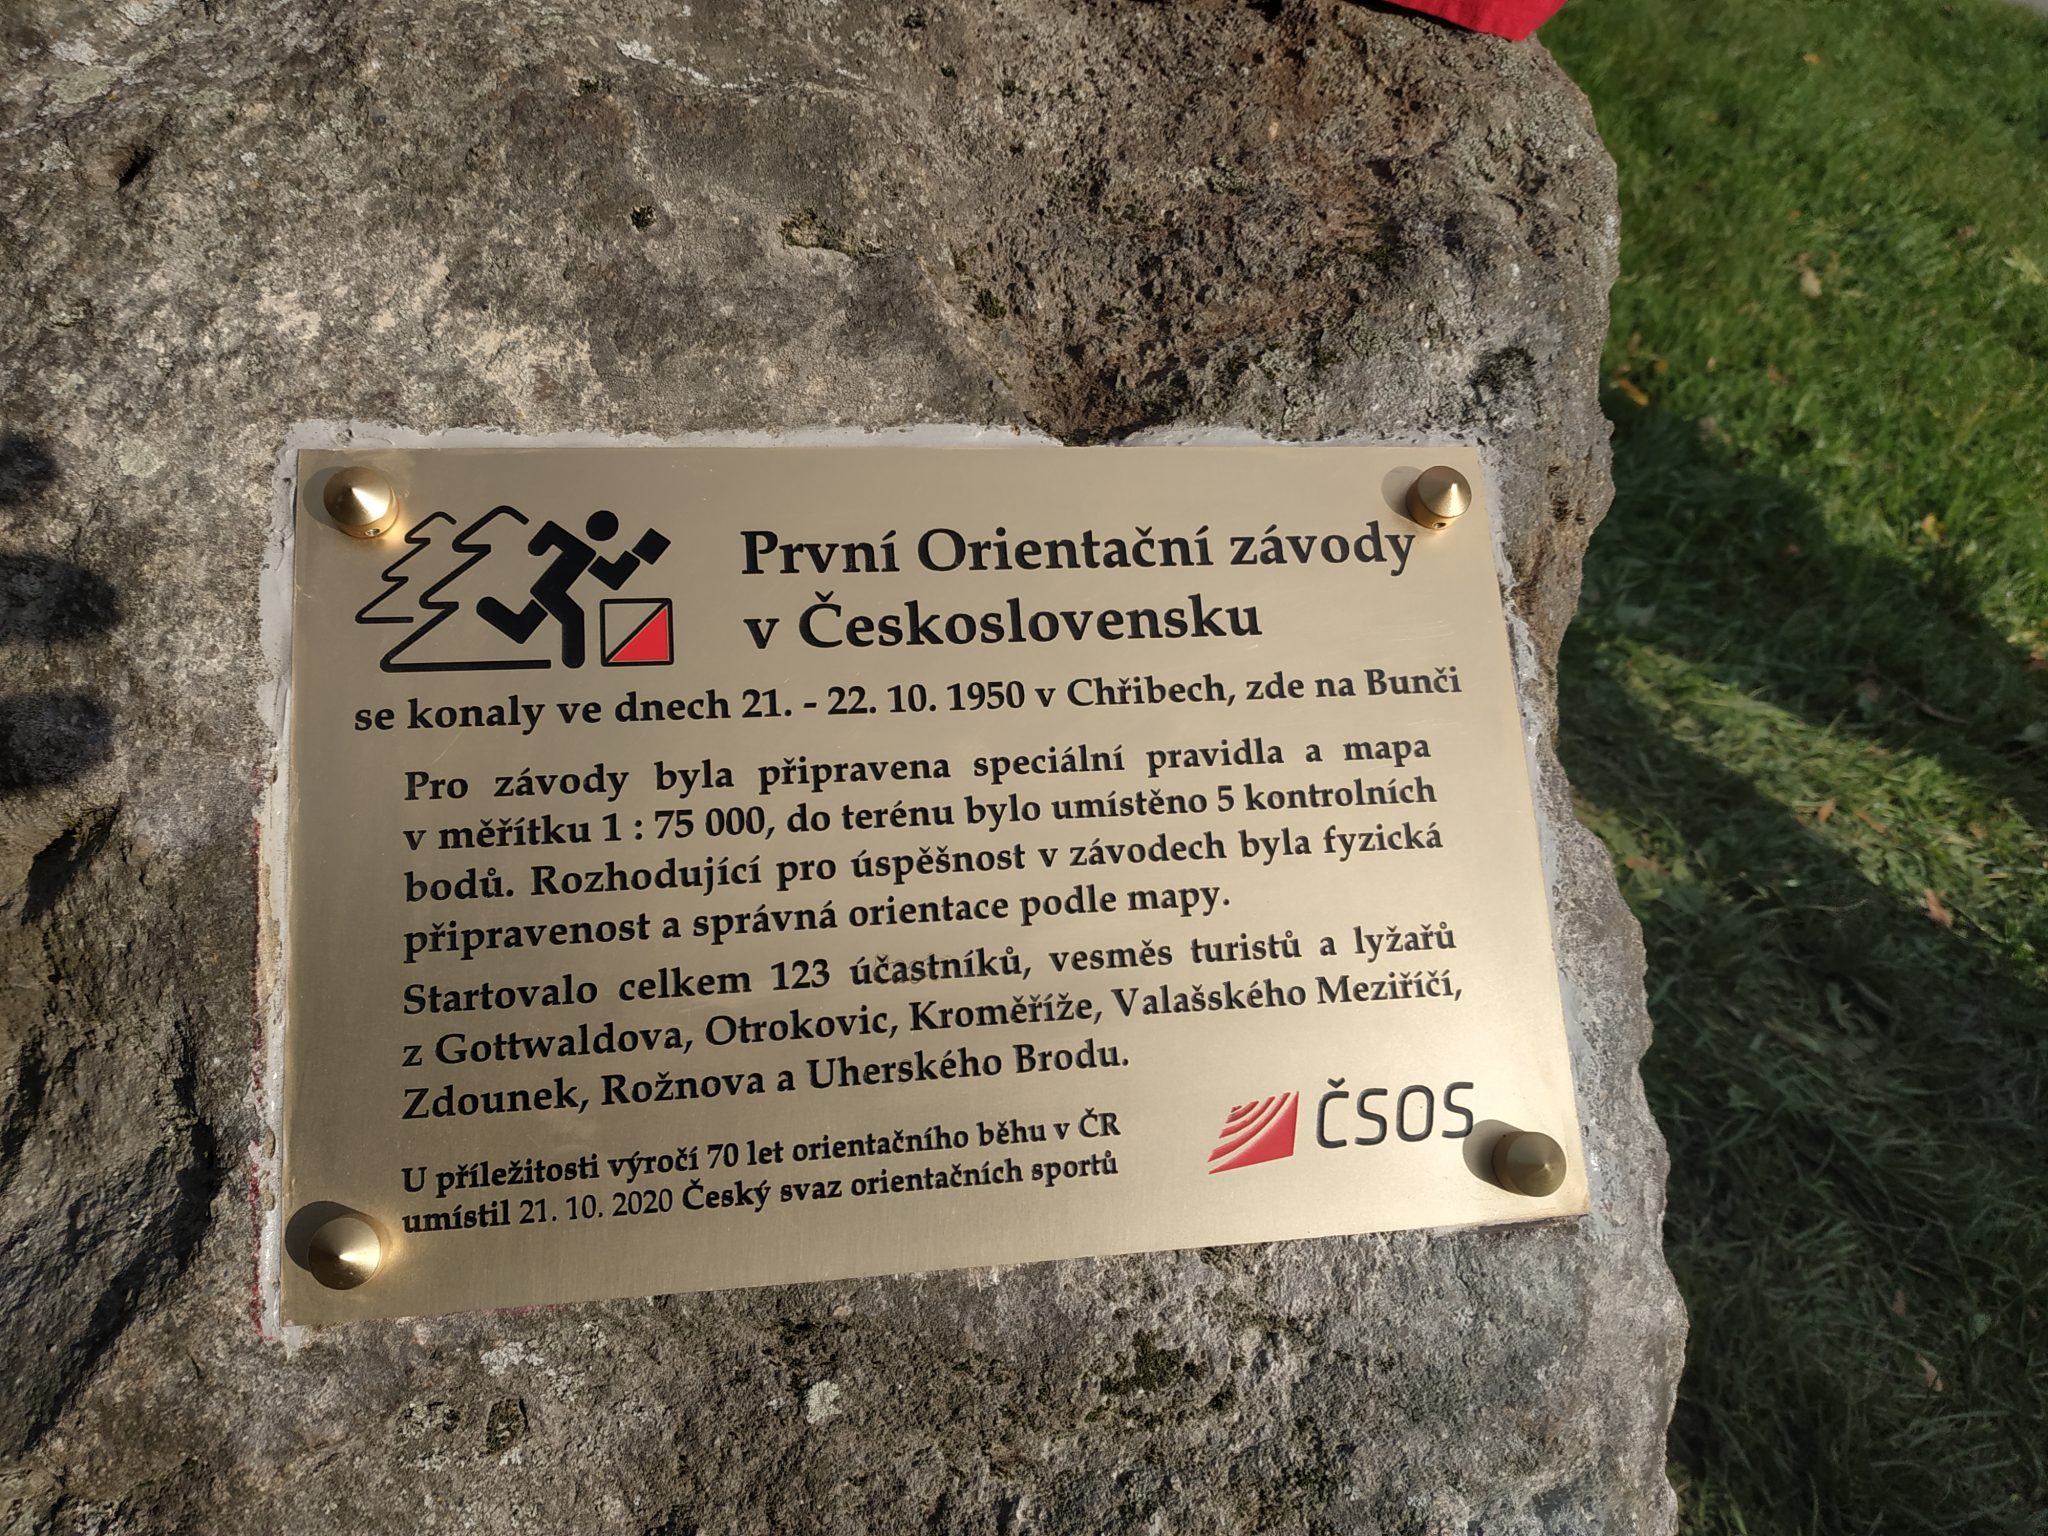 První Orientační závody
v Československu
se konaly ve dnech 21. - 22. 10. 1950 v Chřibech, zde na Bunči
Pro závody byla připravena speciální pravidla a mapa
v měřítku 1 : 75 000, do terénu bylo umístěno 5 kontrolních
bodů. Rozhodující pro úspěšnost v závodech byla fyzická
připravenost a správná orientace podle mapy.
Startovalo celkem 123 účastníků, vesměs turistů a lyžařů
z Gottwaldova, Otrokovic, Kroměříže, Valašského Meziříčí,
Zdounek, Rožnova a Uherského Brodu.
U příležitosti výročí 70 let orientačního běhu v ČR
umístil 21. 10. 2020 Český svaz orientačních sportů
ČSOS